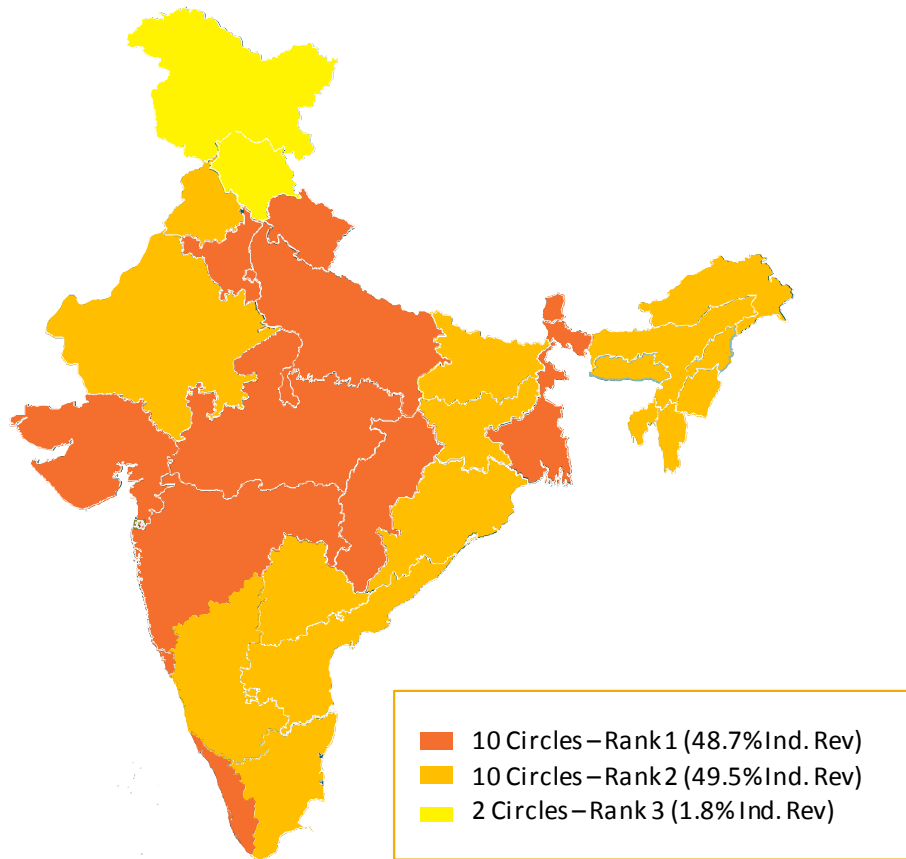 10 Circles – Rank 1 (48.7% Ind. Rev)
10 Circles – Rank 2 (49.5% Ind. Rev)
2 Circles – Rank 3 (1.8% Ind. Rev)